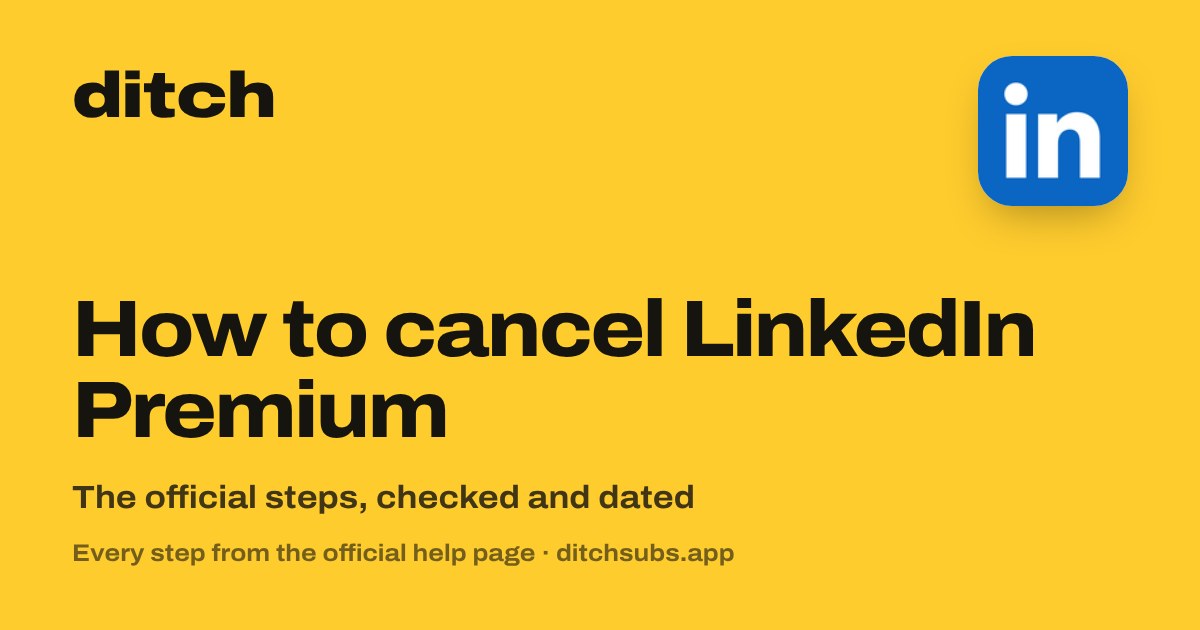 ditch
in
How to cancel LinkedIn
Premium
The official steps, checked and dated
Every step from the official help page · ditchsubs.app